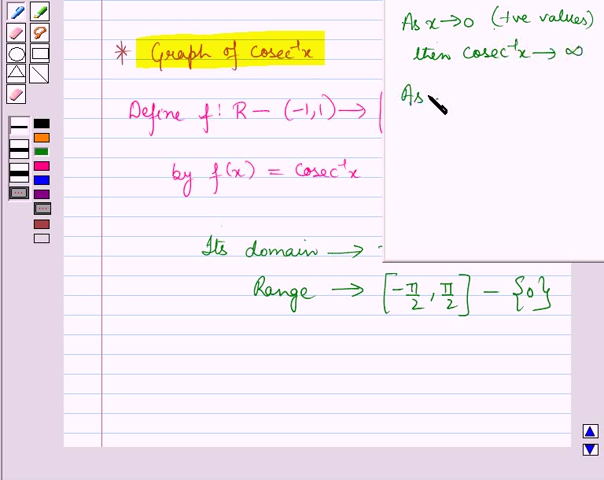 * Graph of cosec⁻¹x
Define f : R – (-1,1) → [
by f(x) = cosec⁻¹x
Its domain →
Range → [-π/2 , π/2] – {0}
As x→0 (+ve values)
then cosec⁻¹x → ∞
As